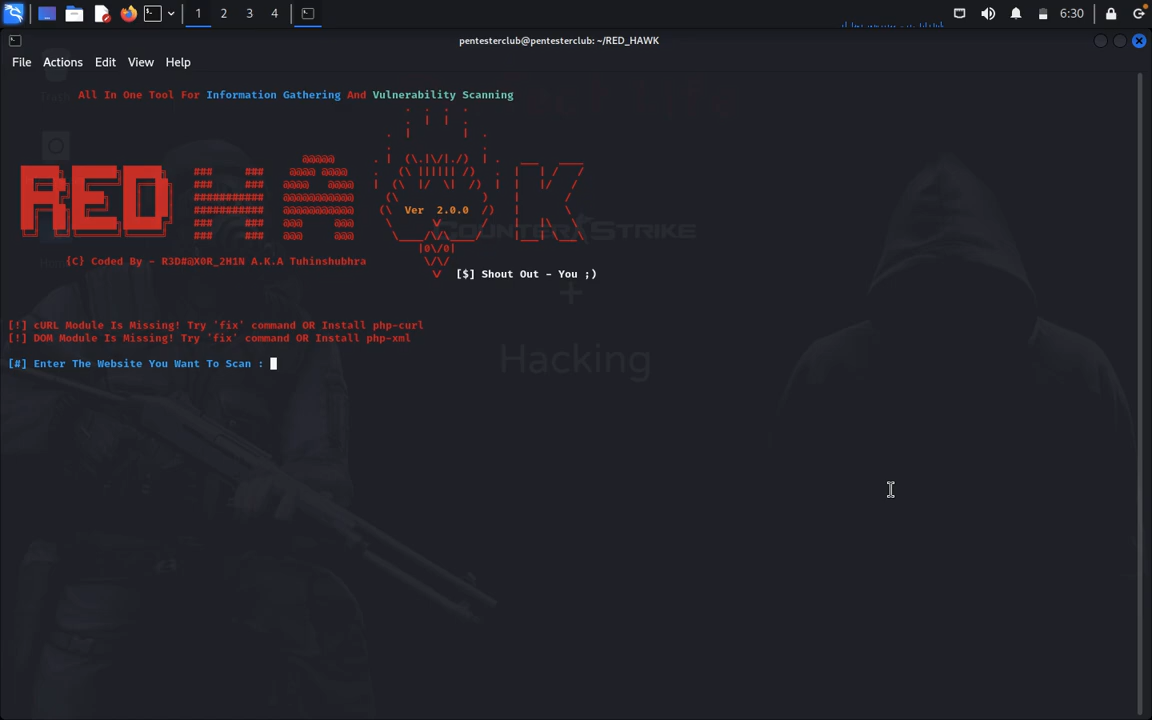 1 2 3 4 6:30
pentesterclub@pentesterclub: ~/RED_HAWK
File Actions Edit View Help
All In One Tool For Information Gathering And Vulnerability Scanning
RED HAWK
Ver 2.0.0
COUNTER STRIKE
{C} Coded By - R3D#@X0R_2H1N A.K.A Tuhinshubhra
[$] Shout Out - You ;)
[!] cURL Module Is Missing! Try 'fix' command OR Install php-curl
[!] DOM Module Is Missing! Try 'fix' command OR Install php-xml
Hacking
[#] Enter The Website You Want To Scan :